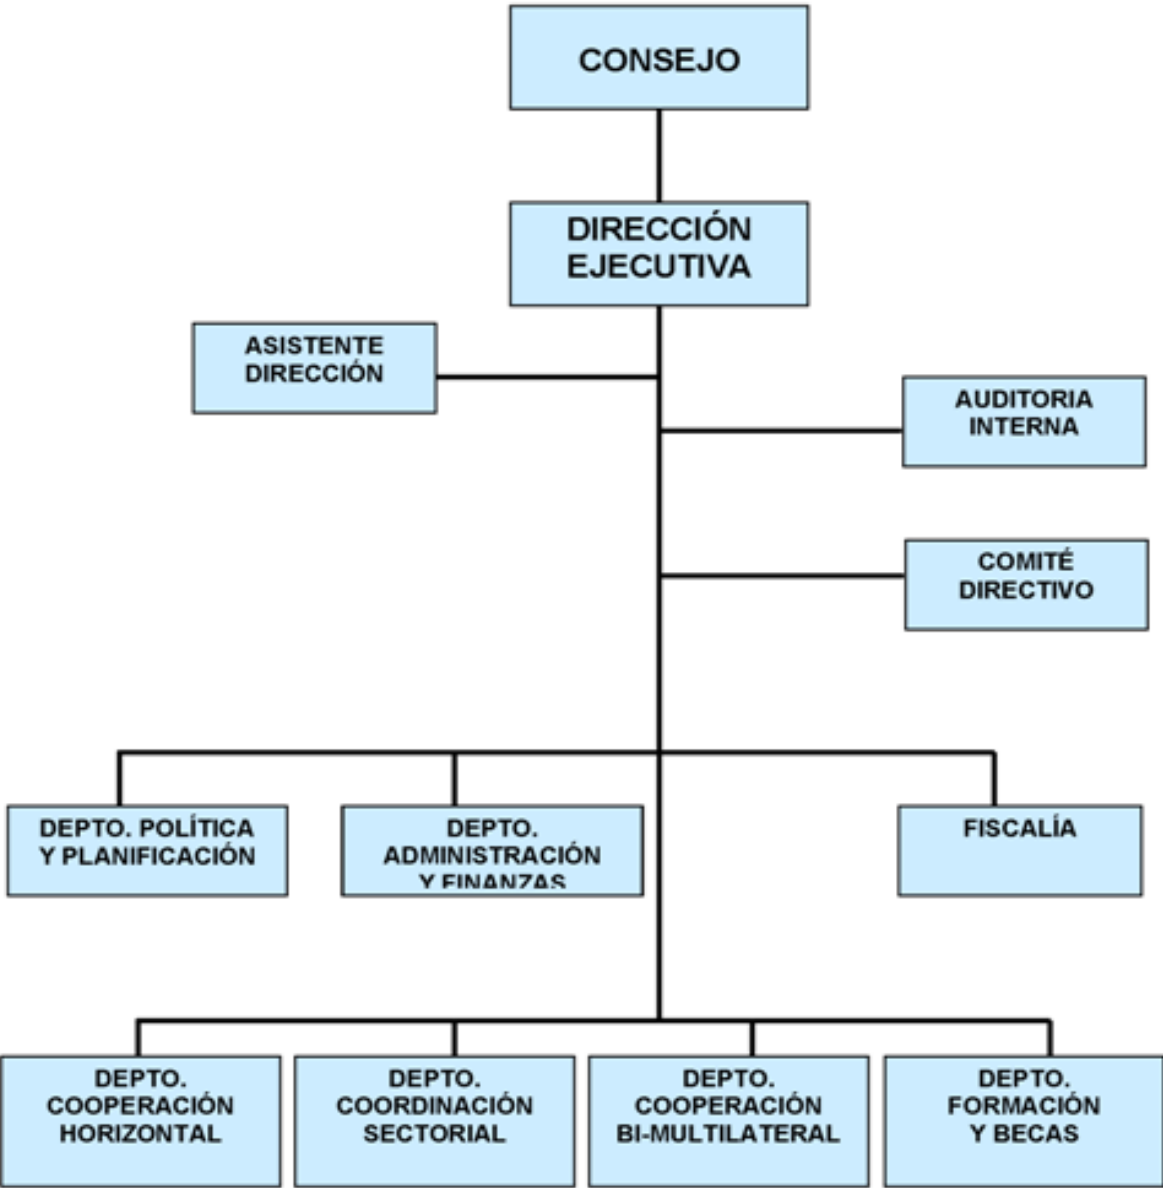 CONSEJO
DIRECCIÓN
EJECUTIVA
ASISTENTE
DIRECCIÓN
AUDITORIA
INTERNA
COMITÉ
DIRECTIVO
DEPTO. POLÍTICA
Y PLANIFICACIÓN
DEPTO.
ADMINISTRACIÓN
Y FINANZAS
FISCALÍA
DEPTO.
COOPERACIÓN
HORIZONTAL
DEPTO.
COORDINACIÓN
SECTORIAL
DEPTO.
COOPERACIÓN
BI-MULTILATERAL
DEPTO.
FORMACIÓN
Y BECAS